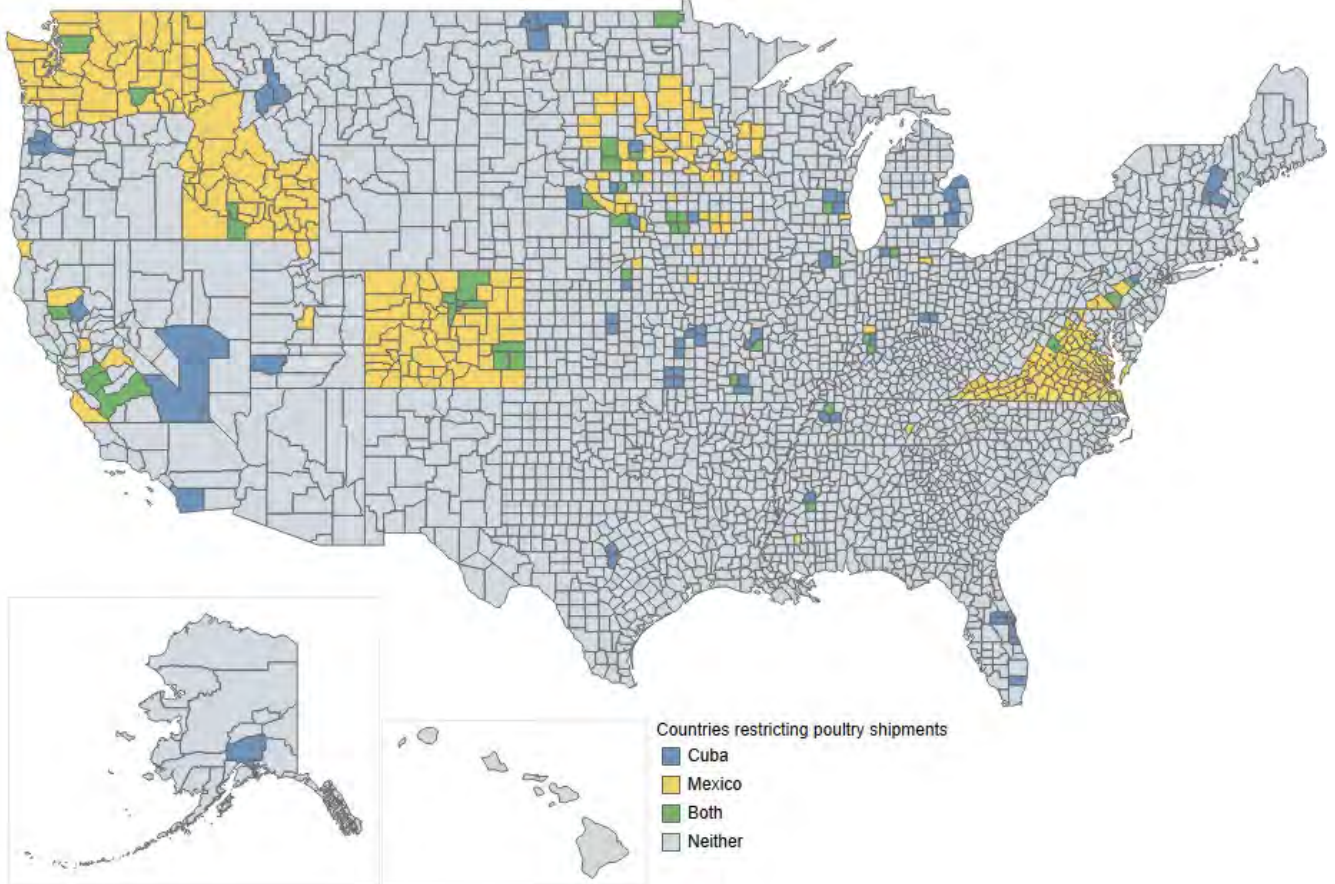 Countries restricting poultry shipments
Cuba
Mexico
Both
Neither